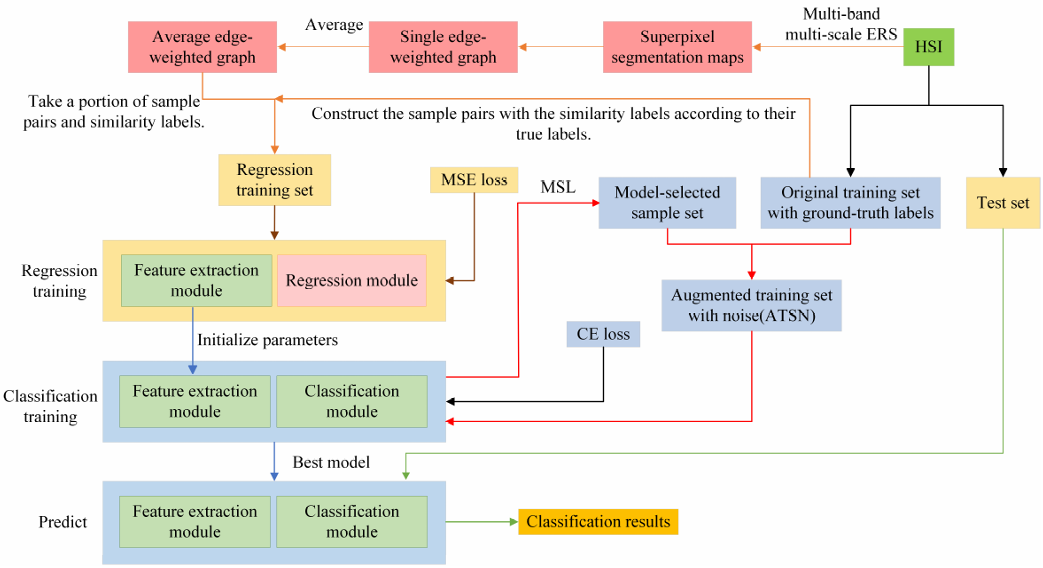 Average edge-
weighted graph
Average
Single edge-
weighted graph
Superpixel
segmentation maps
Multi-band
multi-scale ERS
HSI
Take a portion of sample
pairs and similarity labels.
Construct the sample pairs with the similarity labels according to their
true labels.
Regression
training set
MSE loss
MSL
Model-selected
sample set
Original training set
with ground-truth labels
Test set
Regression
training
Feature extraction
module
Regression module
Augmented training set
with noise(ATSN)
Initialize parameters
CE loss
Classification
training
Feature extraction
module
Classification
module
Best model
Predict
Feature extraction
module
Classification
module
Classification results